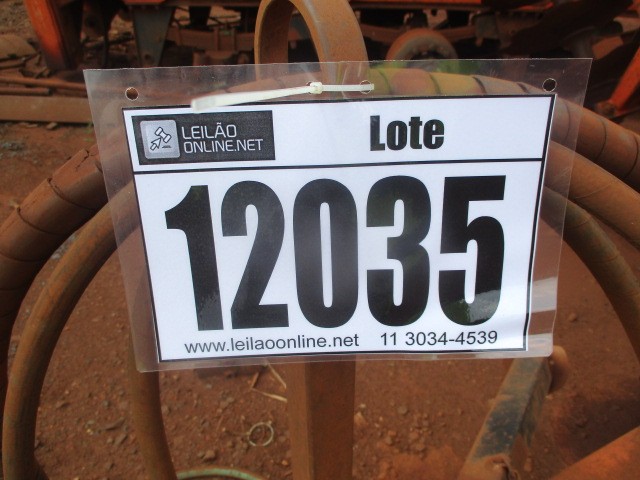 LEILÃO
ONLINE.NET
Lote
12035
www.leilaoonline.net 11 3034-4539